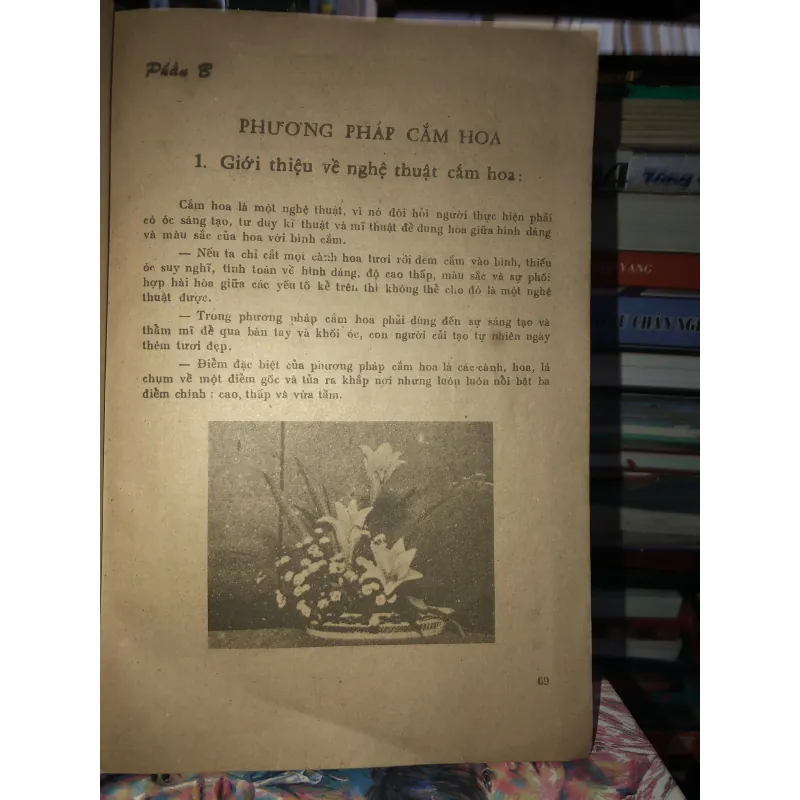 Phần B
PHƯƠNG PHÁP CẮM HOA
1. Giới thiệu về nghệ thuật cắm hoa:
Cắm hoa là một nghệ thuật, vì nó đòi hỏi người thực hiện phải
có óc sáng tạo, tư duy kĩ thuật và mĩ thuật để dung hòa giữa hình dáng
và màu sắc của hoa với bình cắm.
— Nếu ta chỉ cắt mọt cành hoa tươi rồi đem cắm vào bình, thiếu
óc suy nghĩ, tính toán về hình dáng, độ cao thấp, màu sắc và sự phối
hợp hài hòa giữa các yếu tố kể trên thì không thể cho đó là một nghệ
thuật được.
— Trong phương pháp cắm hoa phải dùng đến sự sáng tạo và
thẩm mĩ để qua bàn tay và khối óc, con người cải tạo tự nhiên ngày
thêm tươi đẹp.
— Điểm đặc biệt của phương pháp cắm hoa là các cành, hoa, lá
chụm về một điểm gốc và tủa ra khắp nơi nhưng luôn luôn nổi bật ba
điểm chính : cao, thấp và vừa tầm.
69
4
YANG
CHÂN